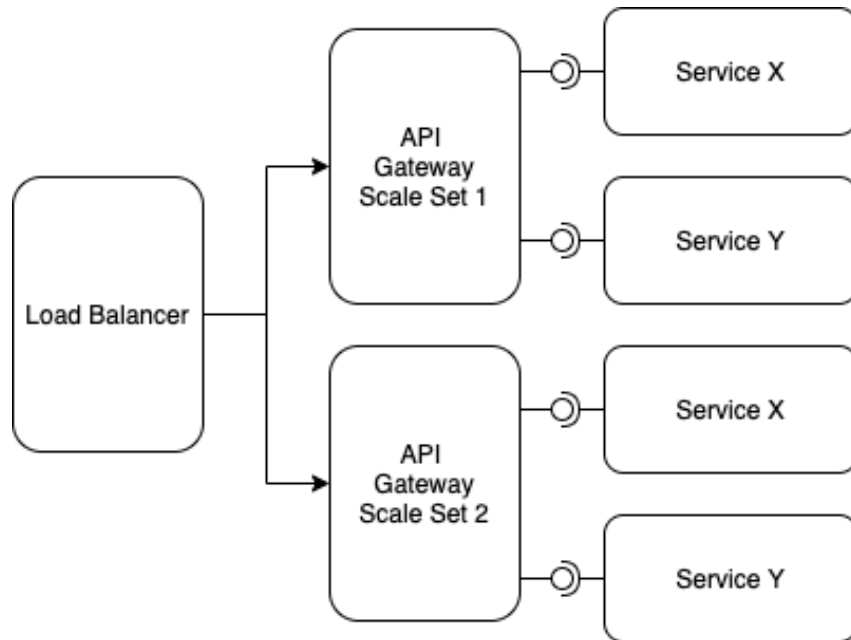 Load Balancer
API
Gateway
Scale Set 1
Service X
Service Y
API
Gateway
Scale Set 2
Service X
Service Y